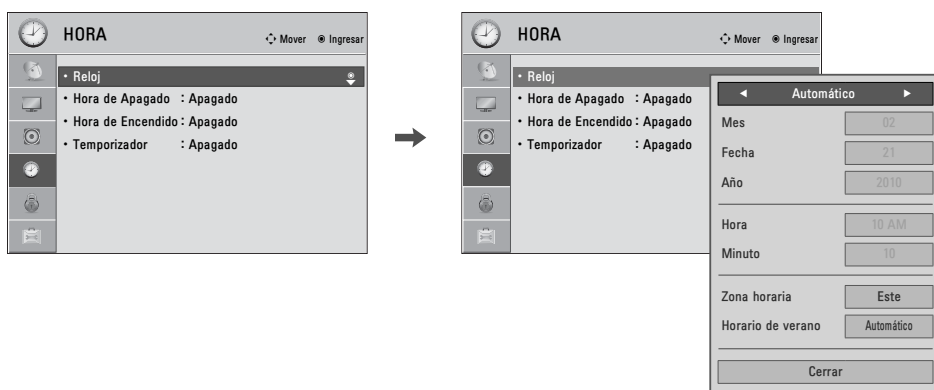 HORA
Mover Ingresar
• Reloj
• Hora de Apagado : Apagado
• Hora de Encendido : Apagado
• Temporizador : Apagado
HORA
Mover Ingresar
• Reloj
• Hora de Apagado : Apagado
• Hora de Encendido : Apagado
• Temporizador : Apagado
◄ Automático ►
Mes 02
Fecha 21
Año 2010
Hora 10 AM
Minuto 10
Zona horaria Este
Horario de verano Automático
Cerrar